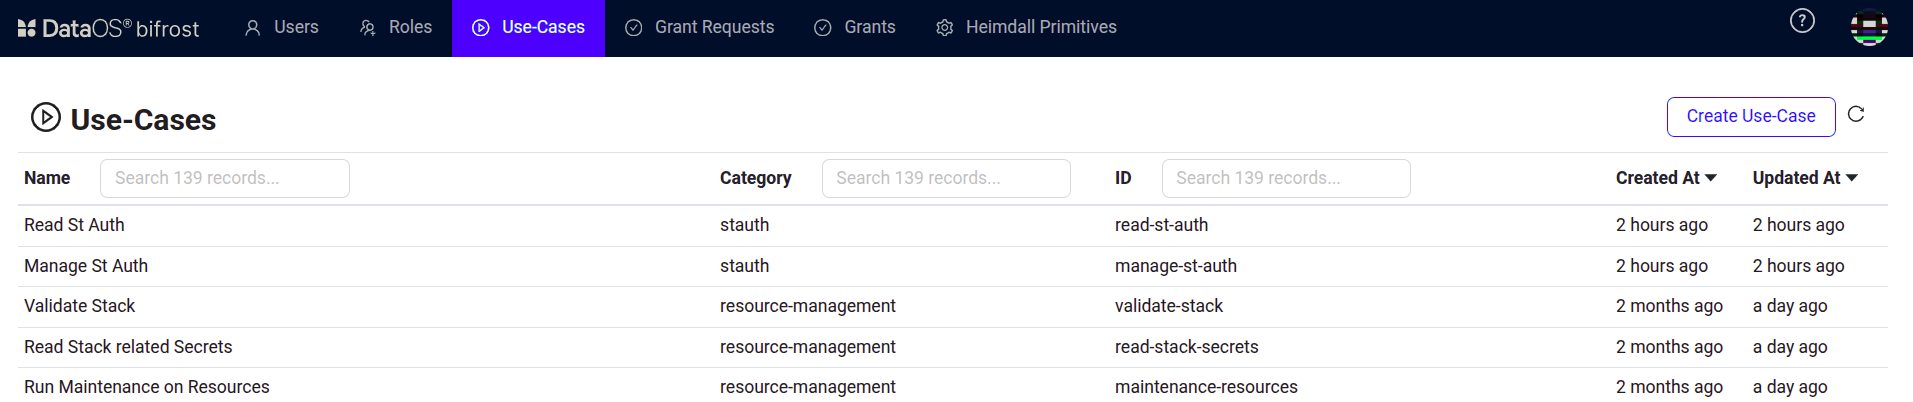 DataOS® bifrost Users Roles Use-Cases Grant Requests Grants Heimdall Primitives ?
Use-Cases Create Use-Case
Name Search 139 records... Category Search 139 records... ID Search 139 records... Created At Updated At
Read St Auth stauth read-st-auth 2 hours ago 2 hours ago
Manage St Auth stauth manage-st-auth 2 hours ago 2 hours ago
Validate Stack resource-management validate-stack 2 months ago a day ago
Read Stack related Secrets resource-management read-stack-secrets 2 months ago a day ago
Run Maintenance on Resources resource-management maintenance-resources 2 months ago a day ago